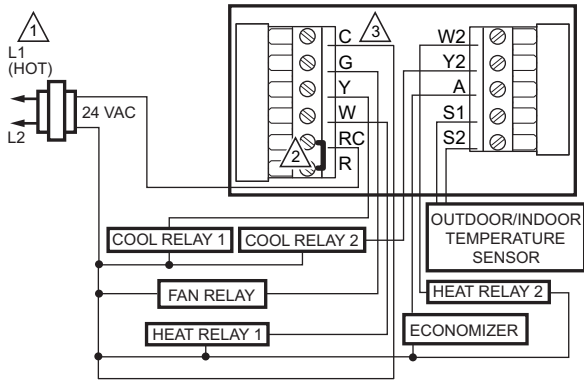 1
L1
(HOT)
L2
24 VAC
3
C
G
Y
W
RC
R
2
W2
Y2
A
S1
S2
OUTDOOR/INDOOR
TEMPERATURE
SENSOR
COOL RELAY 1
COOL RELAY 2
FAN RELAY
HEAT RELAY 2
HEAT RELAY 1
ECONOMIZER